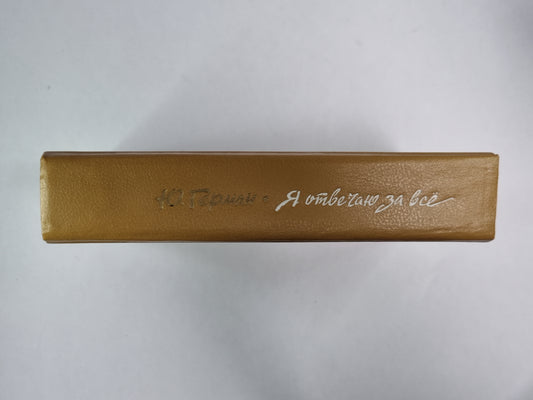 Ю. Герман • Я отвечаю за всё